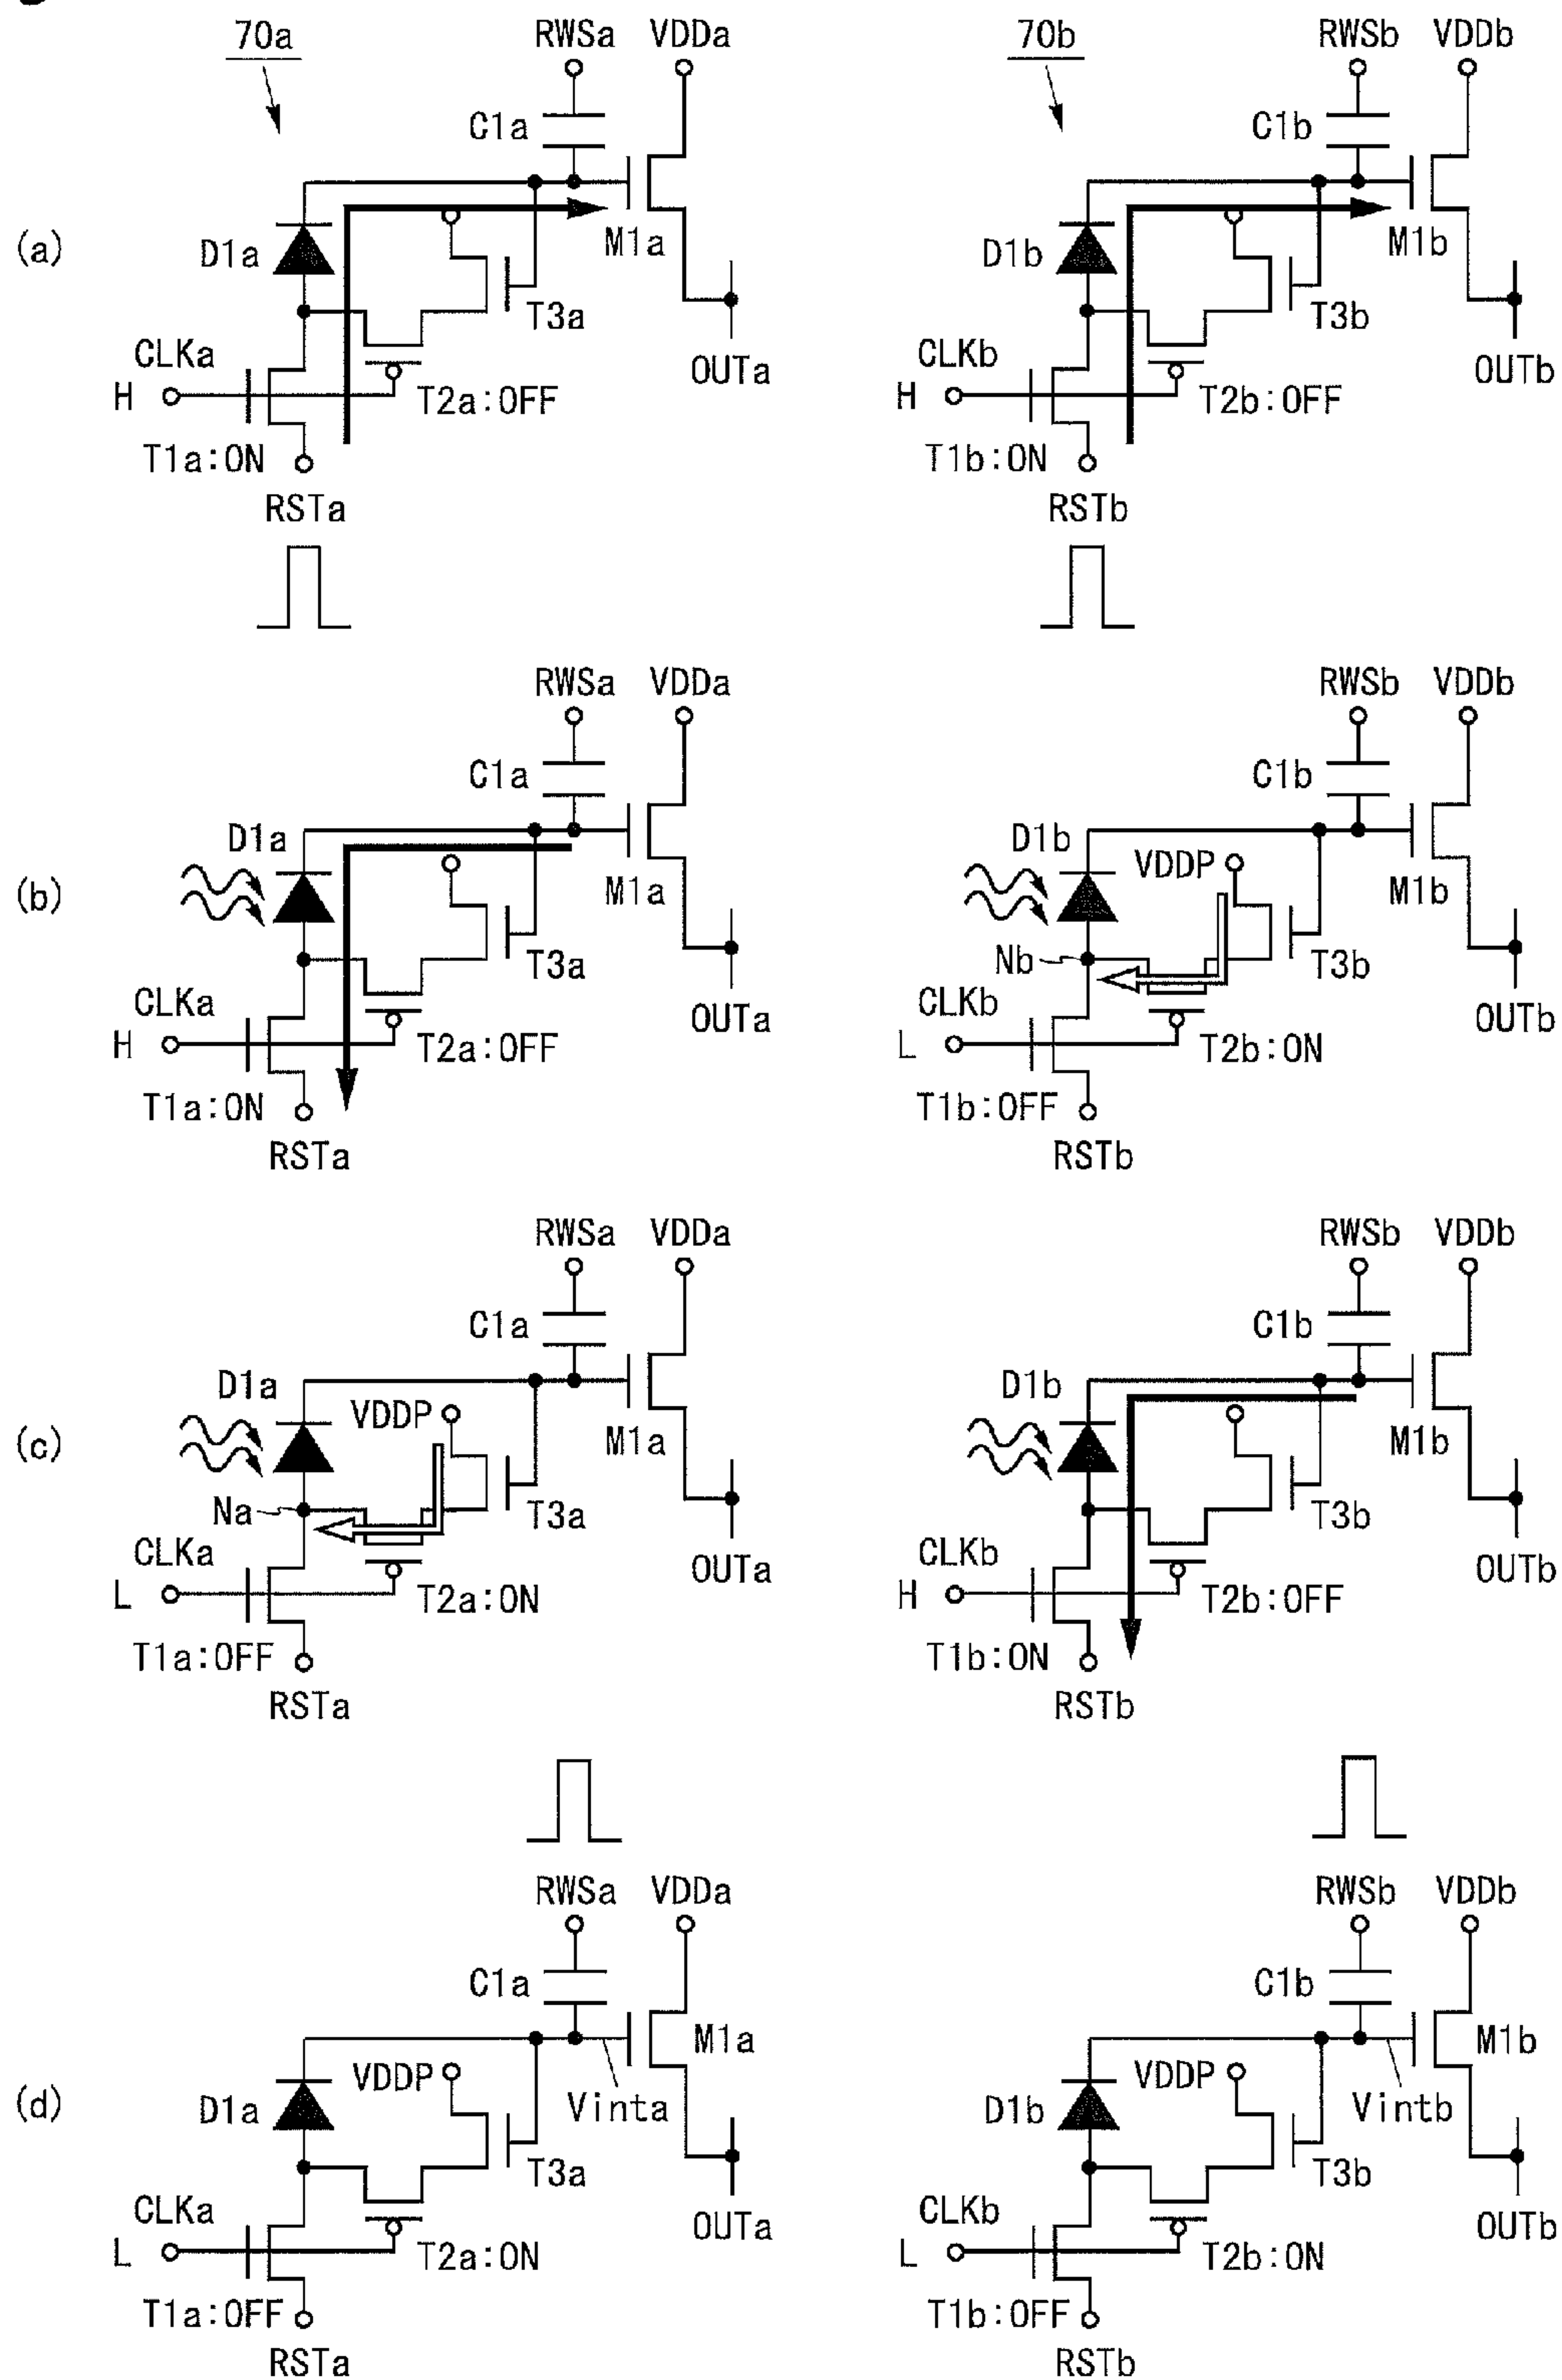 70a RWSa VDDa 70b RWSb VDDb
C1a C1b
(a) D1a M1a D1b M1b
T3a T3b
CLKa OUTa CLKb OUTb
H T2a:OFF H T2b:OFF
T1a:ON T1b:ON
RSTa RSTb
RWSa VDDa RWSb VDDb
C1a C1b
D1a D1b VDDP
(b) M1a M1b
T3a Nb T3b
CLKa OUTa CLKb OUTb
H T2a:OFF L T2b:ON
T1a:ON T1b:OFF
RSTa RSTb
RWSa VDDa RWSb VDDb
C1a C1b
D1a VDDP D1b
(c) M1a M1b
Na T3a T3b
CLKa OUTa CLKb OUTb
L T2a:ON H T2b:OFF
T1a:OFF T1b:ON
RSTa RSTb
RWSa VDDa RWSb VDDb
C1a C1b
M1a M1b
VDDP VDDP
(d) D1a Vinta D1b Vintb
T3a T3b
CLKa OUTa CLKb OUTb
L T2a:ON L T2b:ON
T1a:OFF T1b:OFF
RSTa RSTb